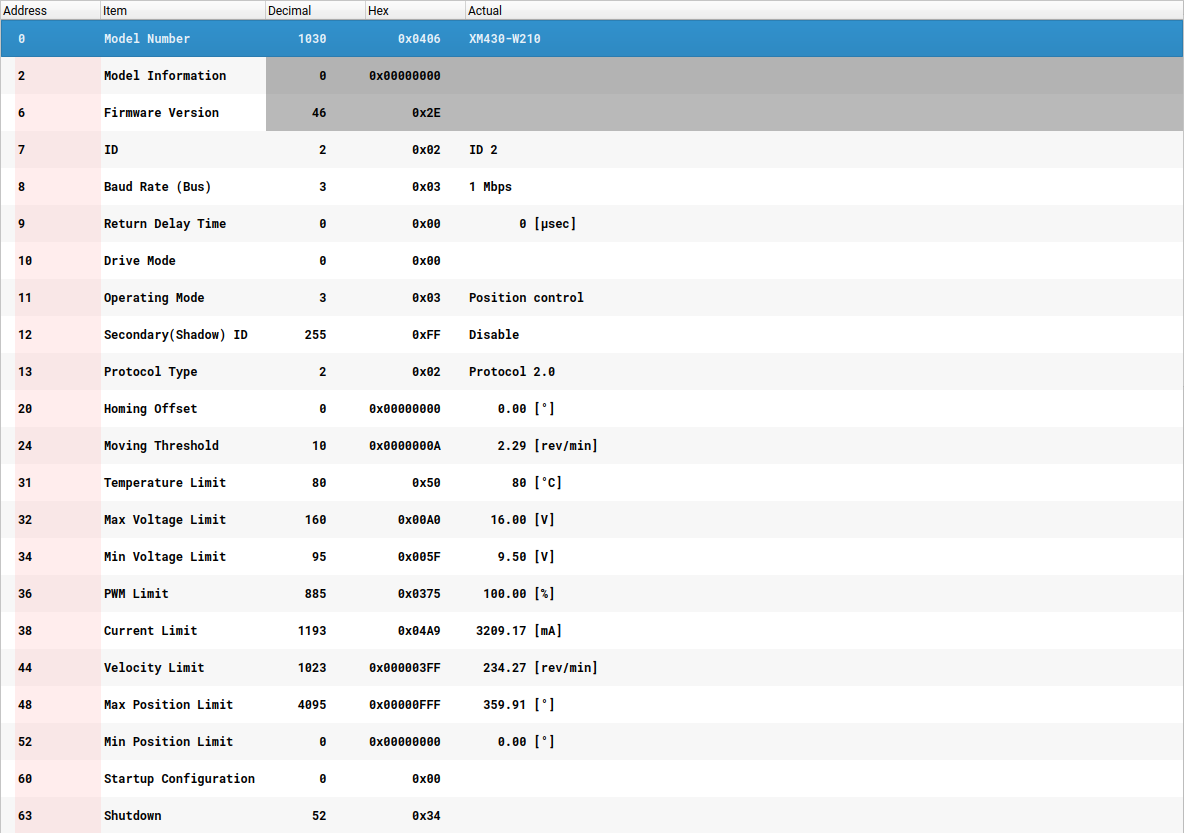 Address Item Decimal Hex Actual
0 Model Number 1030 0x0406 XM430-W210
2 Model Information 0 0x00000000
6 Firmware Version 46 0x2E
7 ID 2 0x02 ID 2
8 Baud Rate (Bus) 3 0x03 1 Mbps
9 Return Delay Time 0 0x00 0 [μsec]
10 Drive Mode 0 0x00
11 Operating Mode 3 0x03 Position control
12 Secondary(Shadow) ID 255 0xFF Disable
13 Protocol Type 2 0x02 Protocol 2.0
20 Homing Offset 0 0x00000000 0.00 [°]
24 Moving Threshold 10 0x0000000A 2.29 [rev/min]
31 Temperature Limit 80 0x50 80 [°C]
32 Max Voltage Limit 160 0x00A0 16.00 [V]
34 Min Voltage Limit 95 0x005F 9.50 [V]
36 PWM Limit 885 0x0375 100.00 [%]
38 Current Limit 1193 0x04A9 3209.17 [mA]
44 Velocity Limit 1023 0x000003FF 234.27 [rev/min]
48 Max Position Limit 4095 0x00000FFF 359.91 [°]
52 Min Position Limit 0 0x00000000 0.00 [°]
60 Startup Configuration 0 0x00
63 Shutdown 52 0x34